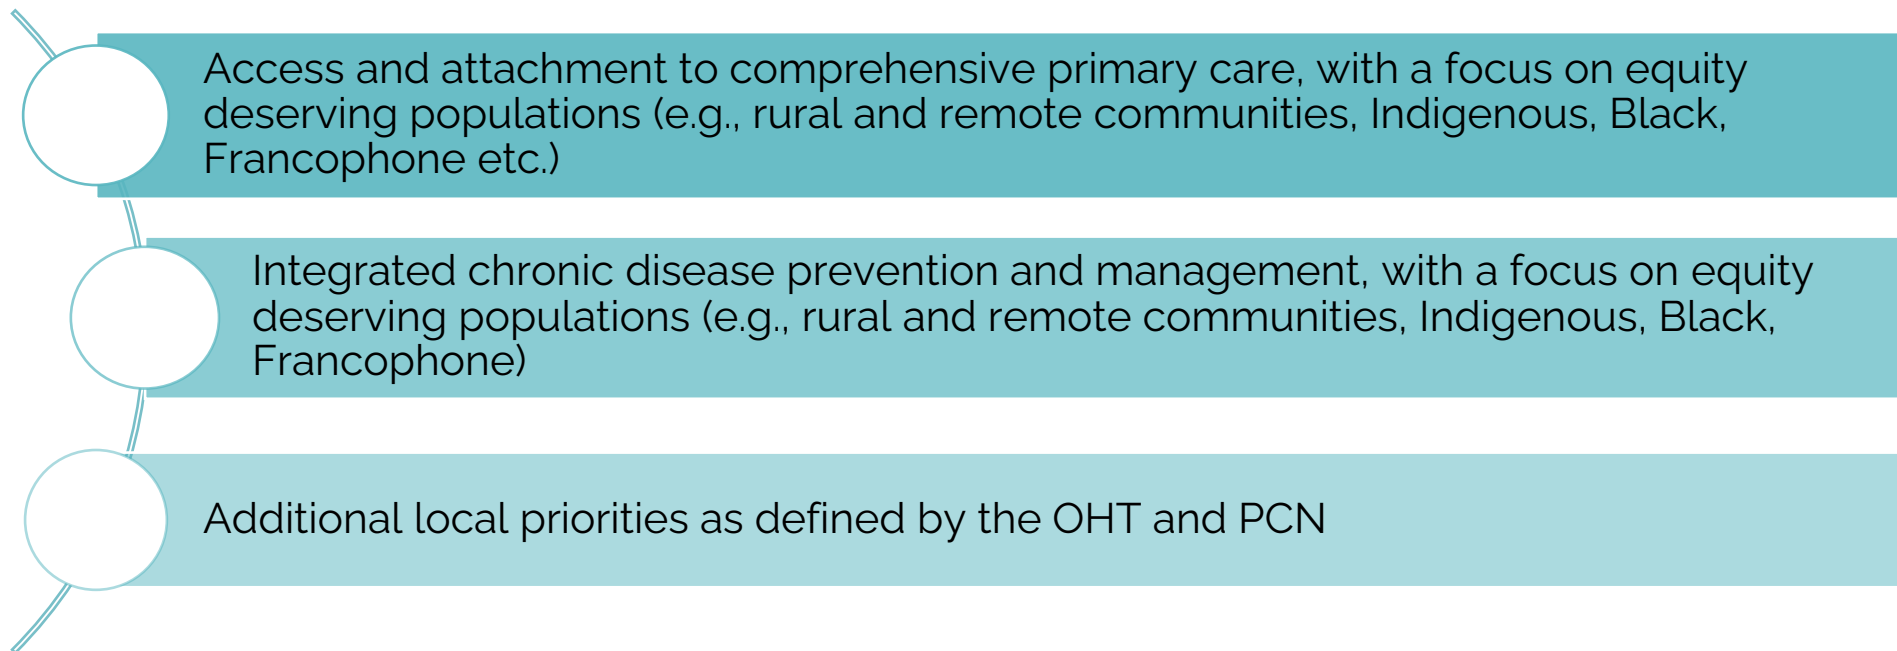 Access and attachment to comprehensive primary care, with a focus on equity
deserving populations (e.g., rural and remote communities, Indigenous, Black,
Francophone etc.)
Integrated chronic disease prevention and management, with a focus on equity
deserving populations (e.g., rural and remote communities, Indigenous, Black,
Francophone)
Additional local priorities as defined by the OHT and PCN